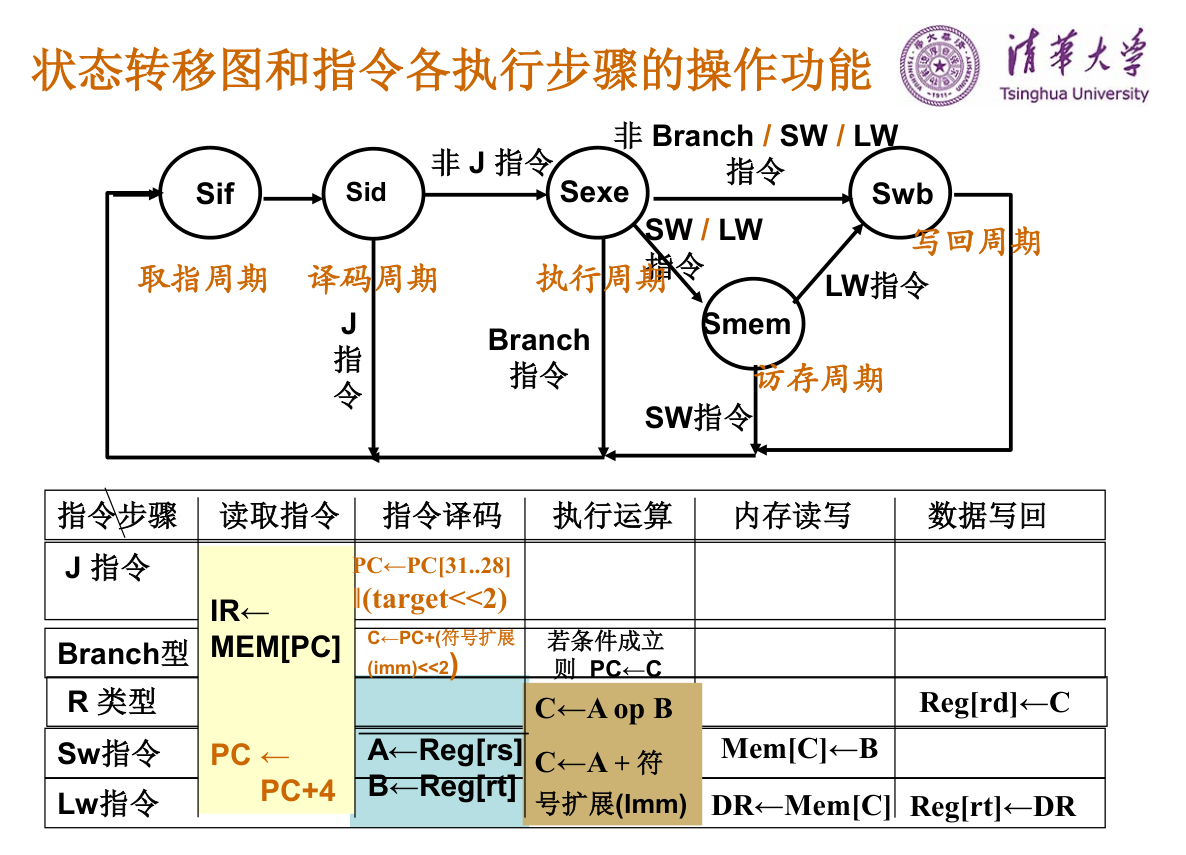 状态转移图和指令各执行步骤的操作功能
清华大学
Tsinghua University
非 Branch / SW / LW
指令
非 J 指令
Sif
Sid
Sexe
Swb
SW / LW
指令
写回周期
取指周期
译码周期
执行周期
LW指令
J
指
令
Smem
Branch
指令
访存周期
SW指令
指令步骤
读取指令
指令译码
执行运算
内存读写
数据写回
J 指令
PC←PC[31..28]
|(target<<2)
IR←
MEM[PC]
Branch型
C←PC+(符号扩展
(imm)<<2)
若条件成立
则 PC←C
R 类型
C←A op B
Reg[rd]←C
Sw指令
PC ←
PC+4
A←Reg[rs]
B←Reg[rt]
C←A + 符
号扩展(Imm)
Mem[C]←B
Lw指令
DR←Mem[C]
Reg[rt]←DR